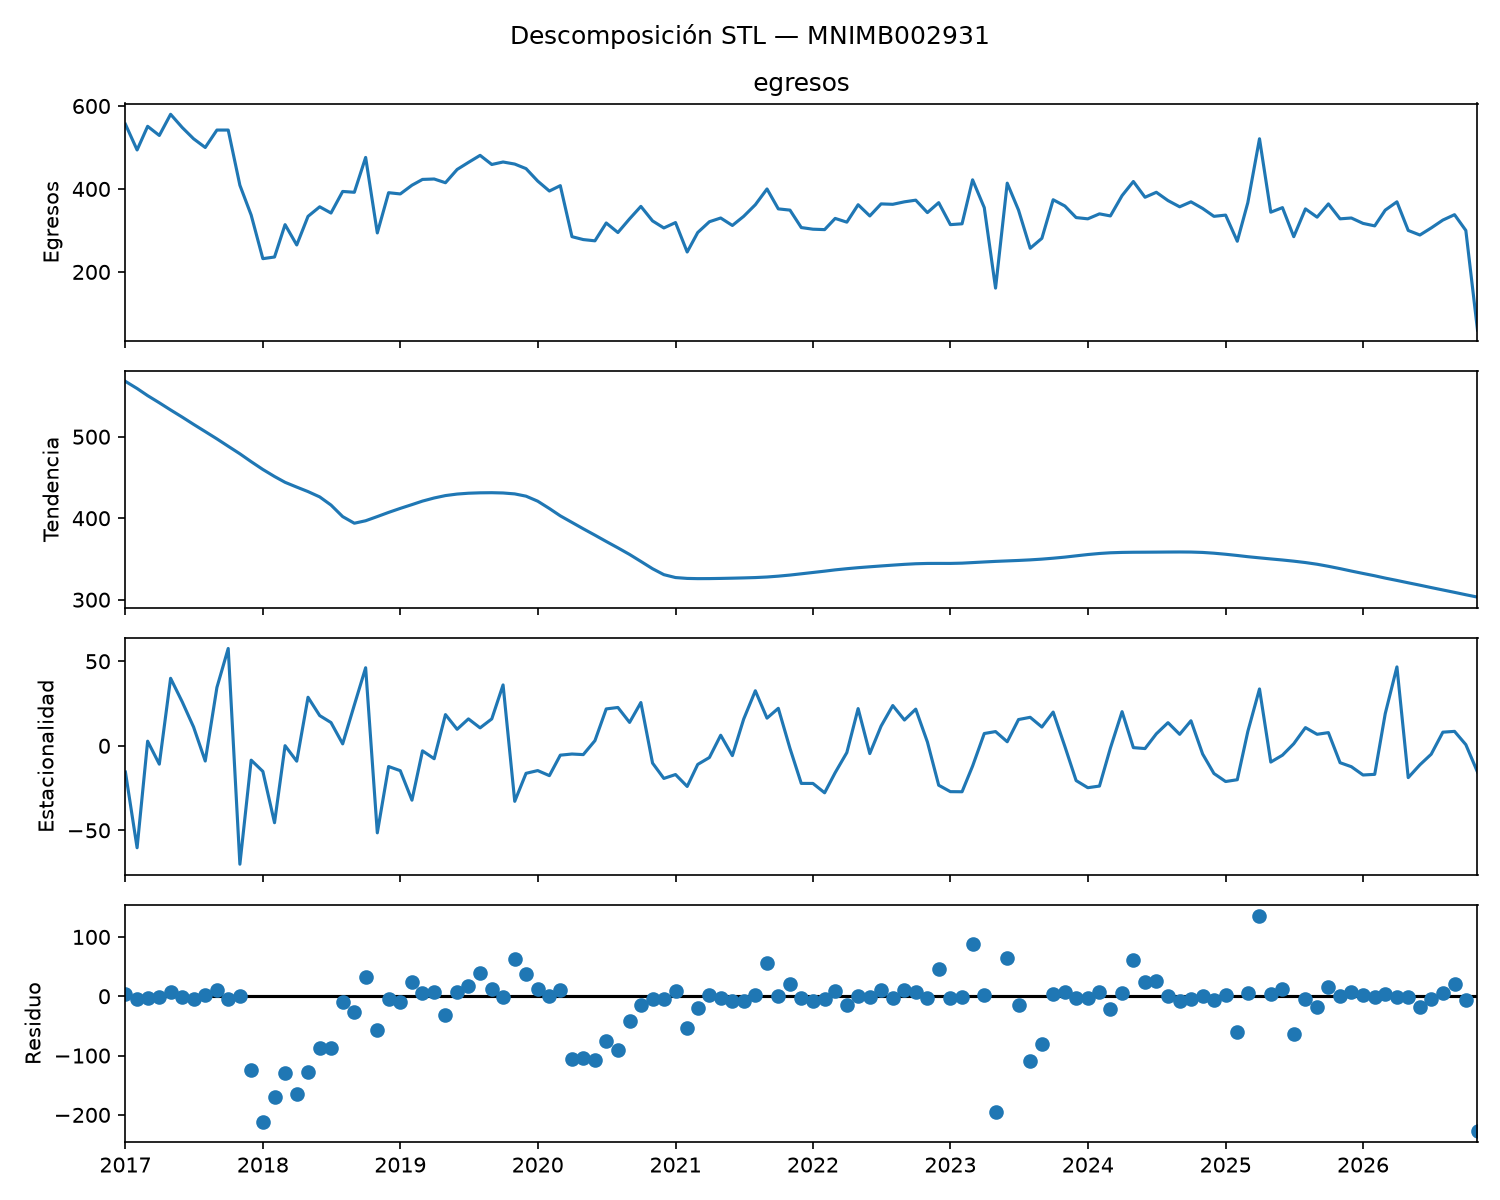 Descomposición STL — MNIMB002931
egresos
Egresos
600
400
200
Tendencia
500
400
300
Estacionalidad
50
0
−50
Residuo
100
0
−100
−200
2017 2018 2019 2020 2021 2022 2023 2024 2025 2026